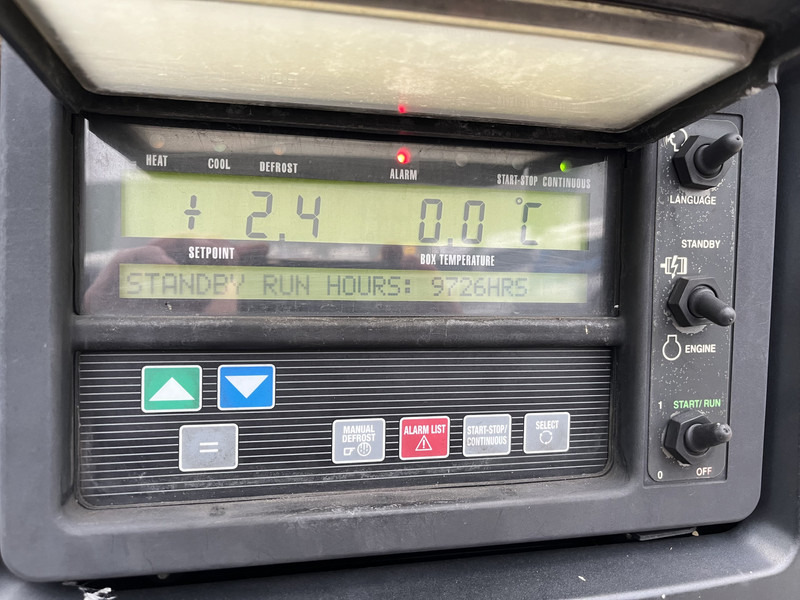 HEAT COOL DEFROST ALARM START-STOP CONTINUOUS
+ 2.4 0.0 °C
SETPOINT BOX TEMPERATURE
STANDBY RUN HOURS: 9726HRS
MANUAL DEFROST
ALARM LIST
START-STOP/
CONTINUOUS
SELECT
=
LANGUAGE
STANDBY
ENGINE
1 START/RUN
0 OFF